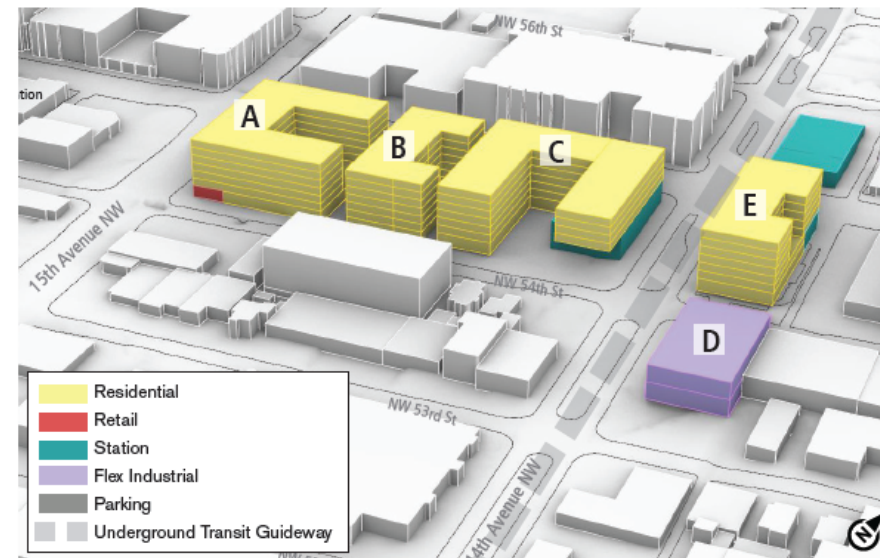 NW 56th St
tion
A
B
C
E
15th Avenue NW
NW 54th St
D
Residential
Retail
Station
Flex Industrial
Parking
Underground Transit Guideway
NW 53rd St
4th Avenue NW
N